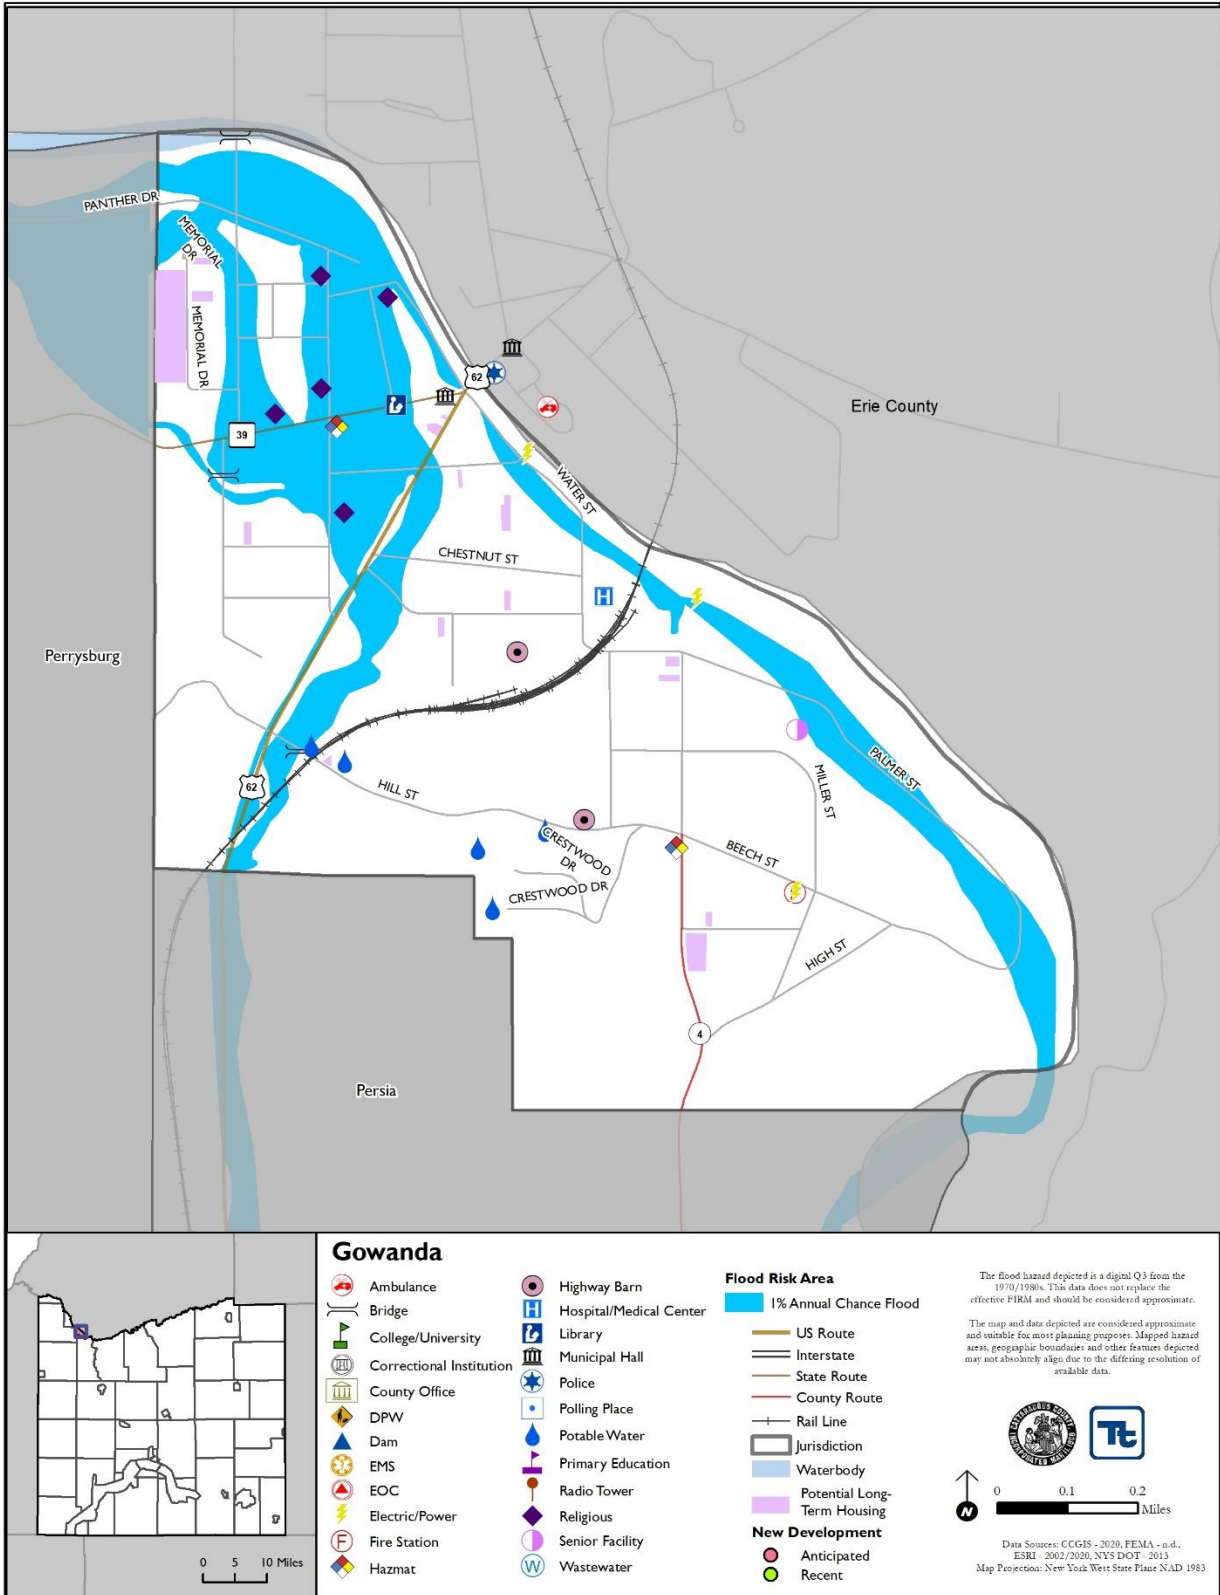 PANTHER DR
MEMORIAL
DR
MEMORIAL DR
62
39
Erie County
WATER ST
CHESTNUT ST
H
Perrysburg
62
HILL ST
MILLER ST
PALMER ST
CRESTWOOD
DR
BEECH ST
CRESTWOOD DR
HIGH ST
4
Persia
Gowanda
Ambulance
Bridge
College/University
Correctional Institution
County Office
DPW
Dam
EMS
EOC
Electric/Power
F Fire Station
Hazmat
Highway Barn
H Hospital/Medical Center
Library
Municipal Hall
Police
Polling Place
Potable Water
Primary Education
Radio Tower
Religious
Senior Facility
W Wastewater
Flood Risk Area
1% Annual Chance Flood
US Route
Interstate
State Route
County Route
Rail Line
Jurisdiction
Waterbody
Potential Long-
Term Housing
New Development
Anticipated
Recent
The flood hazard depicted is a digital Q3 from the
1970/1980s. This data does not replace the
effective FIRM and should be considered approximate.
The map and data depicted are considered approximate
and suitable for most planning purposes. Mapped hazard
areas, geographic boundaries and other features depicted
may not absolutely align due to the differing resolution of
available data.
Tt
N
0 0.1 0.2
Miles
0 5 10 Miles
Data Sources: CCGIS - 2020, FEMA - n.d.,
ESRI - 2002/2020, NYS DOT - 2013
Map Projection: New York West State Plane NAD 1983